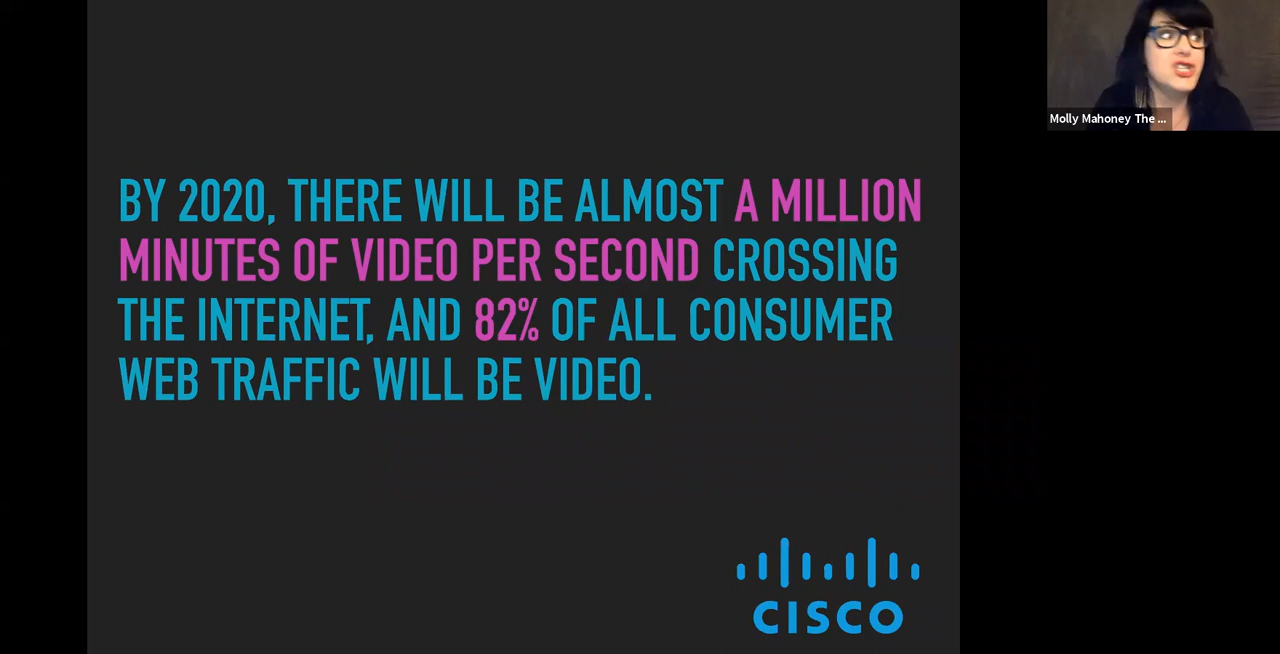 BY 2020, THERE WILL BE ALMOST A MILLION
MINUTES OF VIDEO PER SECOND CROSSING
THE INTERNET, AND 82% OF ALL CONSUMER
WEB TRAFFIC WILL BE VIDEO.
CISCO
Molly Mahoney The ...